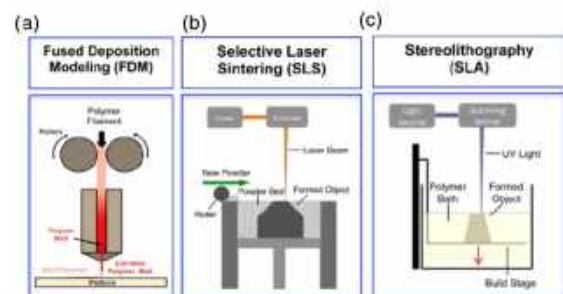 (a)
Fused Deposition
Modeling (FDM)
Polymer
Filament
Rollers
Polymer
Melt
Extruded
Polymer Melt
Platform
(b)
Selective Laser
Sintering (SLS)
Laser
Scanner
Laser Beam
New Powder
Powder Bed
Formed Object
Roller
(c)
Stereolithography
(SLA)
Light
Source
Scanning
Mirror
UV Light
Polymer
Bath
Formed
Object
Build Stage